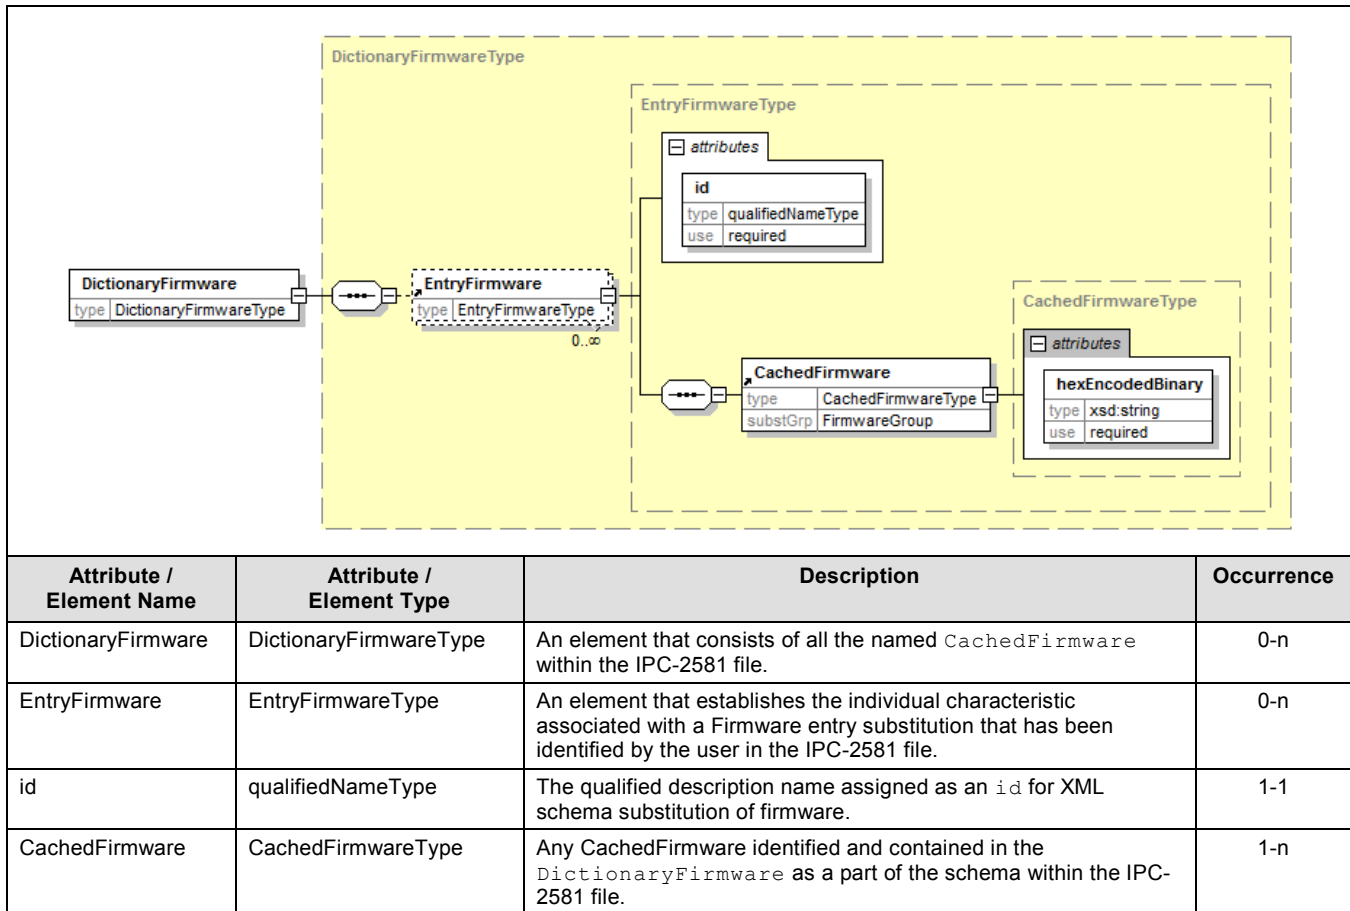 DictionaryFirmwareType
EntryFirmwareType
attributes
id
type qualifiedNameType
use required
DictionaryFirmware
type DictionaryFirmwareType
EntryFirmware
type EntryFirmwareType
0..∞
CachedFirmwareType
attributes
CachedFirmware
type CachedFirmwareType
substGrp FirmwareGroup
hexEncodedBinary
type xsd:string
use required
Attribute / Element Name
Attribute / Element Type
Description
Occurrence
DictionaryFirmware
DictionaryFirmwareType
An element that consists of all the named CachedFirmware
within the IPC-2581 file.
0-n
EntryFirmware
EntryFirmwareType
An element that establishes the individual characteristic
associated with a Firmware entry substitution that has been
identified by the user in the IPC-2581 file.
0-n
id
qualifiedNameType
The qualified description name assigned as an id for XML
schema substitution of firmware.
1-1
CachedFirmware
CachedFirmwareType
Any CachedFirmware identified and contained in the
DictionaryFirmware as a part of the schema within the IPC-
2581 file.
1-n